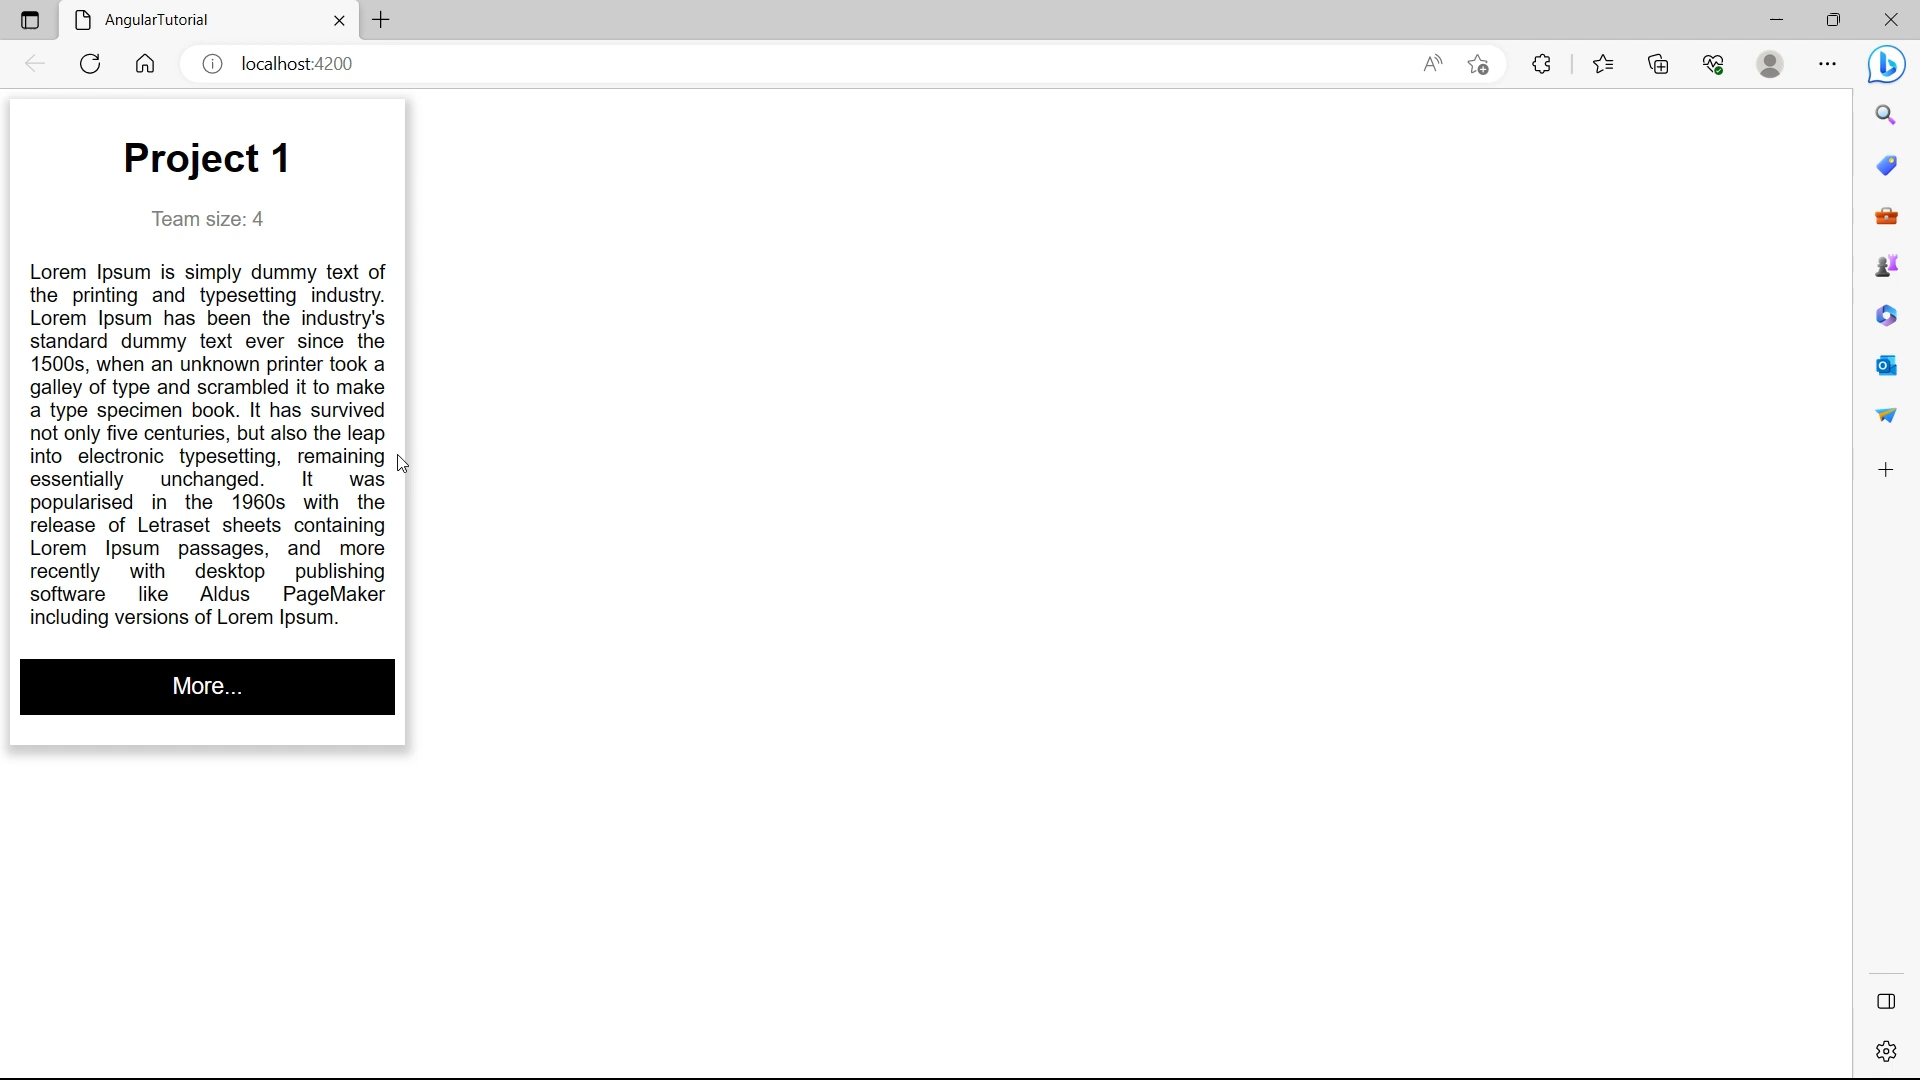 AngularTutorial
localhost:4200
Project 1
Team size: 4
Lorem Ipsum is simply dummy text of
the printing and typesetting industry.
Lorem Ipsum has been the industry's
standard dummy text ever since the
1500s, when an unknown printer took a
galley of type and scrambled it to make
a type specimen book. It has survived
not only five centuries, but also the leap
into electronic typesetting, remaining
essentially unchanged. It was
popularised in the 1960s with the
release of Letraset sheets containing
Lorem Ipsum passages, and more
recently with desktop publishing
software like Aldus PageMaker
including versions of Lorem Ipsum.
More...